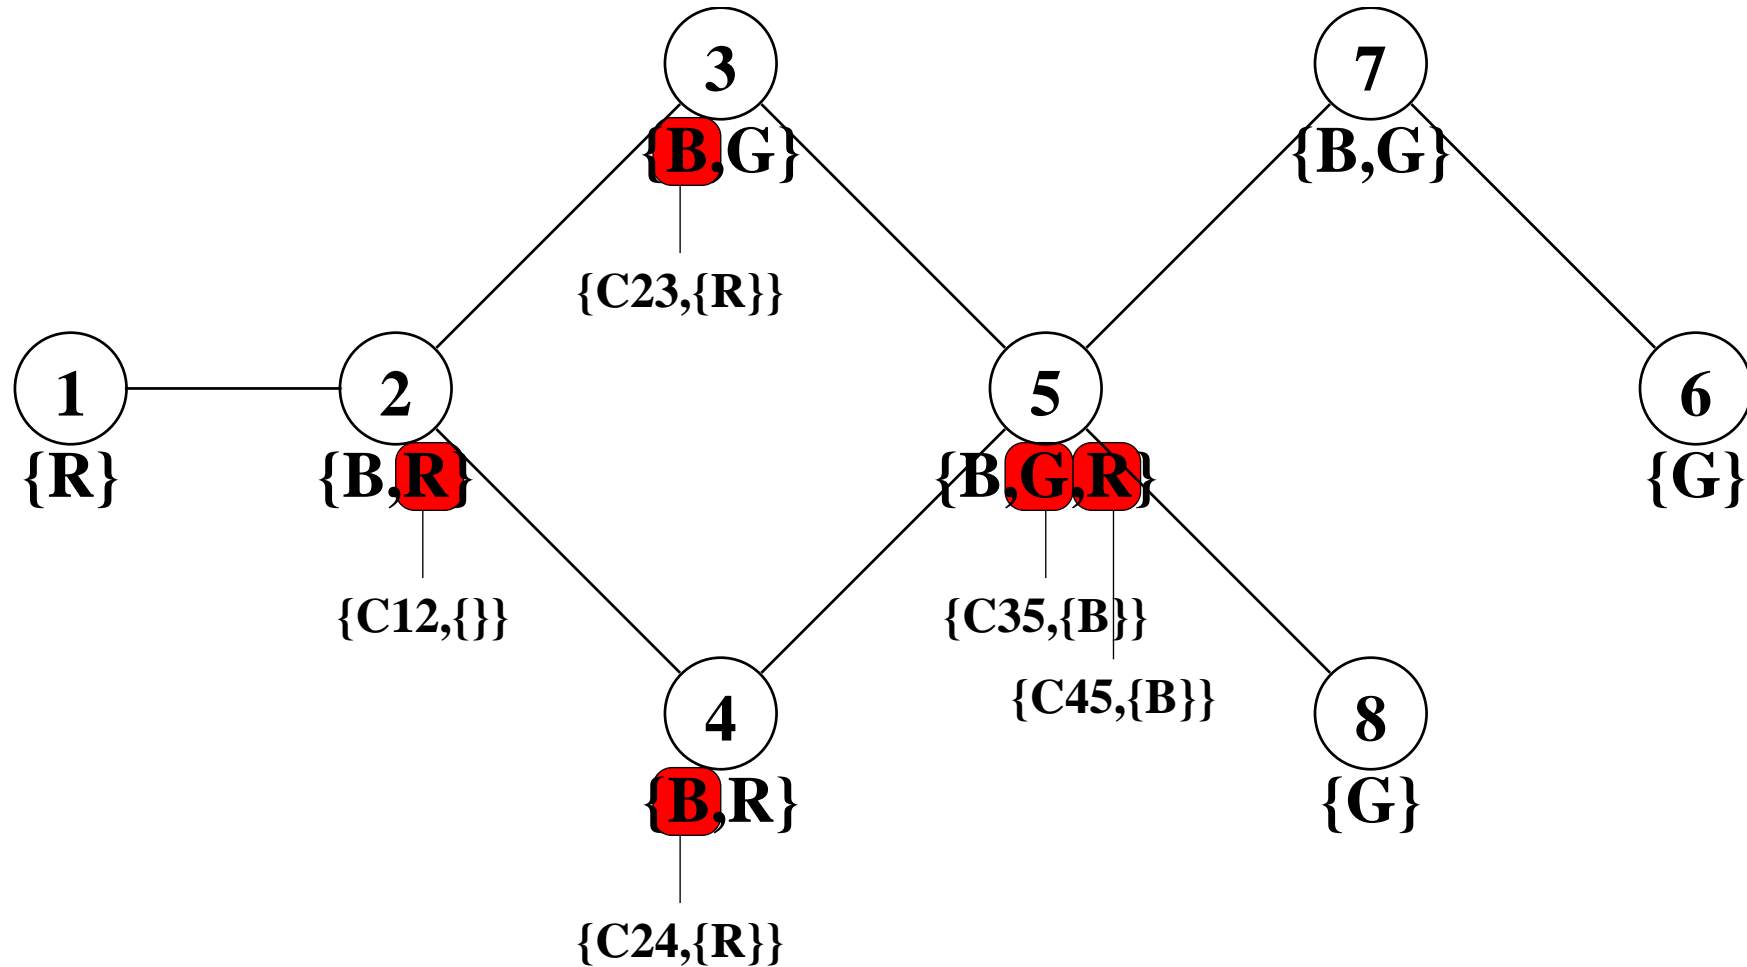 3
7
{B,G}
{B,G}
{C23,{R}}
1
2
5
6
{R}
{B,R}
{B,G,R}
{G}
{C12,{}}
{C35,{B}}
{C45,{B}}
4
8
{B,R}
{G}
{C24,{R}}